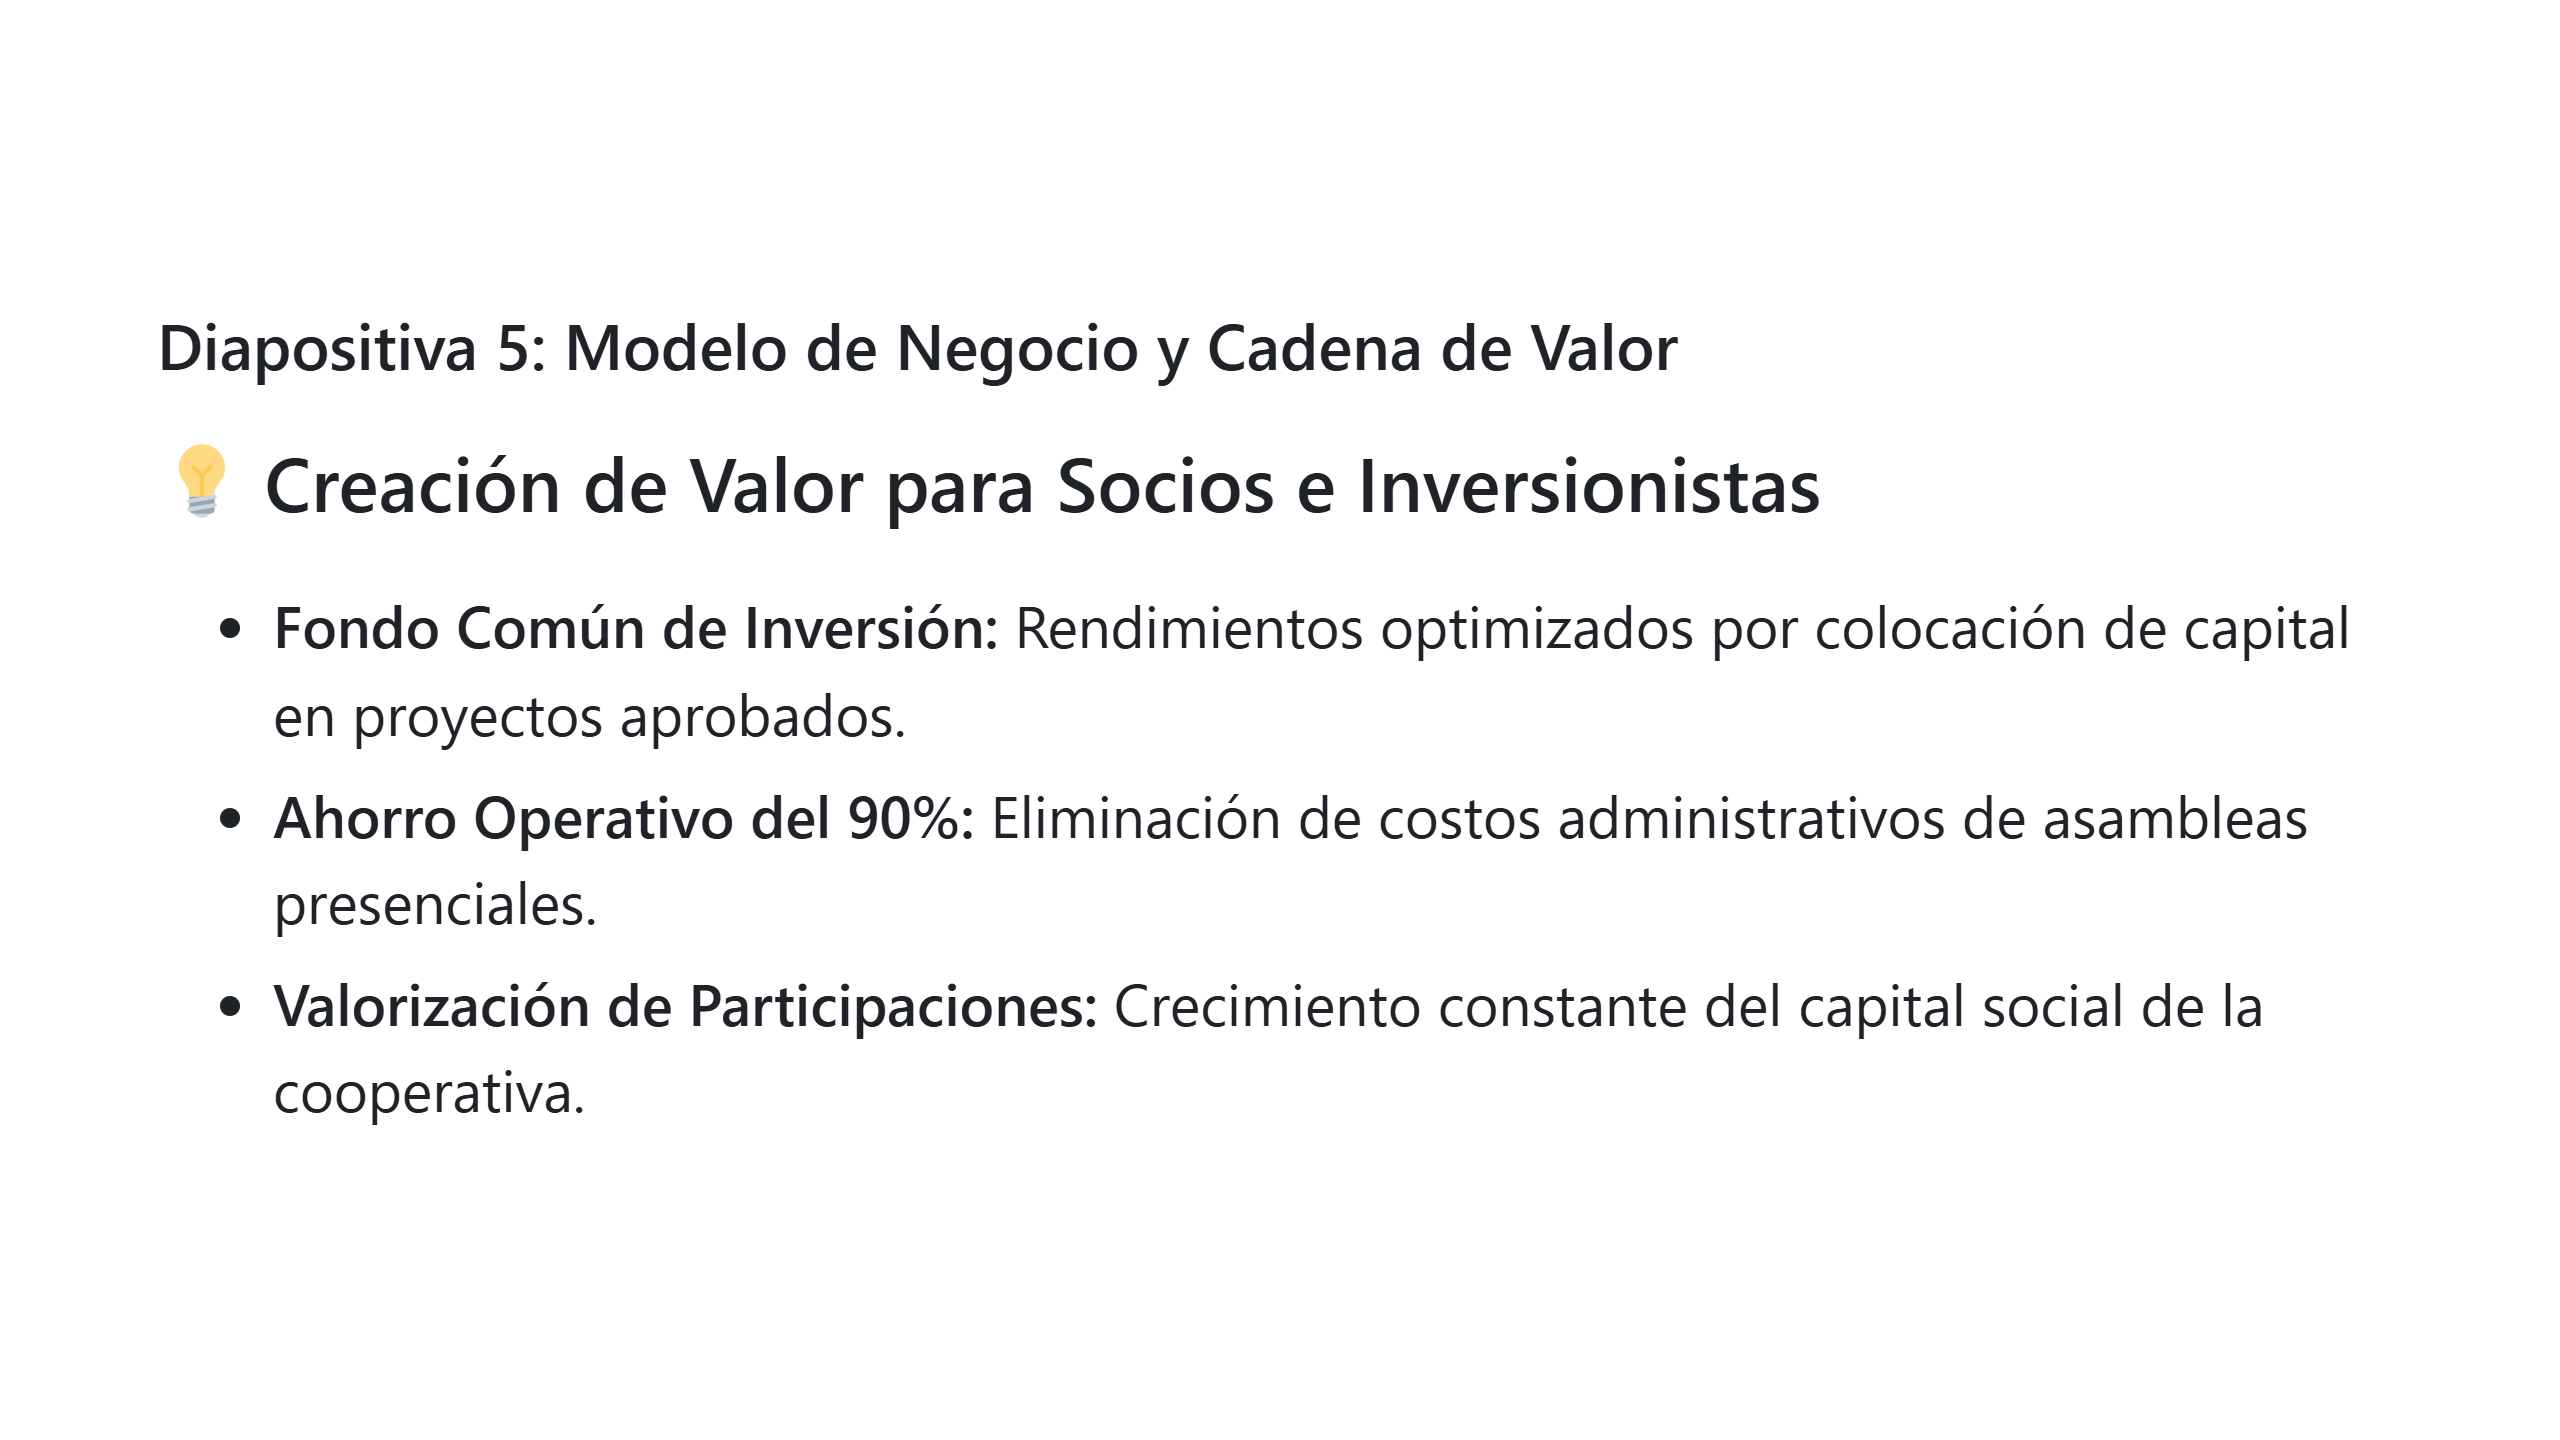 Diapositiva 5: Modelo de Negocio y Cadena de Valor
💡 Creación de Valor para Socios e Inversionistas
• Fondo Común de Inversión: Rendimientos optimizados por colocación de capital
en proyectos aprobados.
• Ahorro Operativo del 90%: Eliminación de costos administrativos de asambleas
presenciales.
• Valorización de Participaciones: Crecimiento constante del capital social de la
cooperativa.